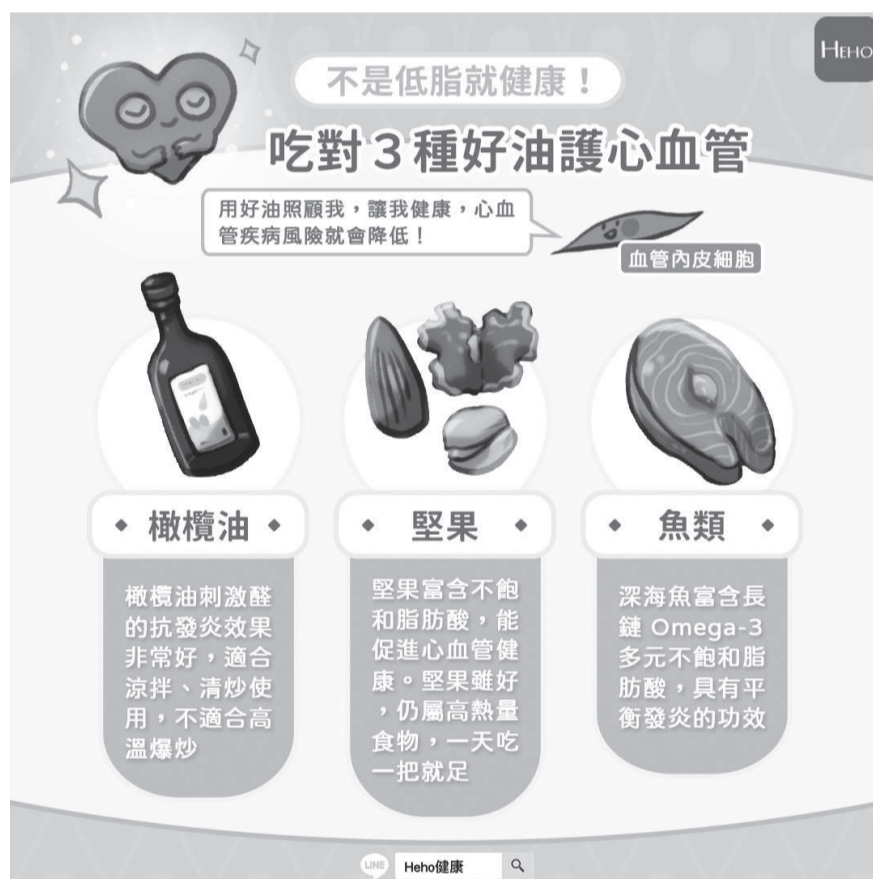 HEHO
不是低脂就健康！
吃對3種好油護心血管
用好油照顧我，讓我健康，心血
管疾病風險就會降低！
血管內皮細胞
橄欖油
橄欖油刺激醛
的抗發炎效果
非常好，適合
涼拌、清炒使
用，不適合高
溫爆炒
堅果
堅果富含不飽
和脂肪酸，能
促進心血管健
康。堅果雖好
，仍屬高熱量
食物，一天吃
一把就足
魚類
深海魚富含長
鏈 Omega-3
多元不飽和脂
肪酸，具有平
衡發炎的功效
LINE
Heho健康